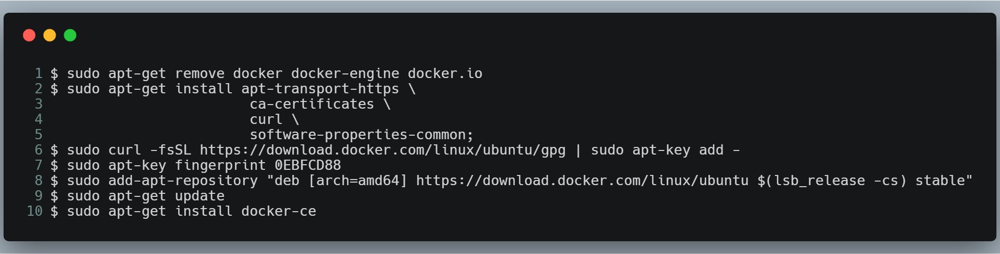 1 $ sudo apt-get remove docker docker-engine docker.io
2 $ sudo apt-get install apt-transport-https \
3                         ca-certificates \
4                         curl \
5                         software-properties-common;
6 $ sudo curl -fsSL https://download.docker.com/linux/ubuntu/gpg | sudo apt-key add -
7 $ sudo apt-key fingerprint 0EBFCD88
8 $ sudo add-apt-repository "deb [arch=amd64] https://download.docker.com/linux/ubuntu $(lsb_release -cs) stable"
9 $ sudo apt-get update
10 $ sudo apt-get install docker-ce